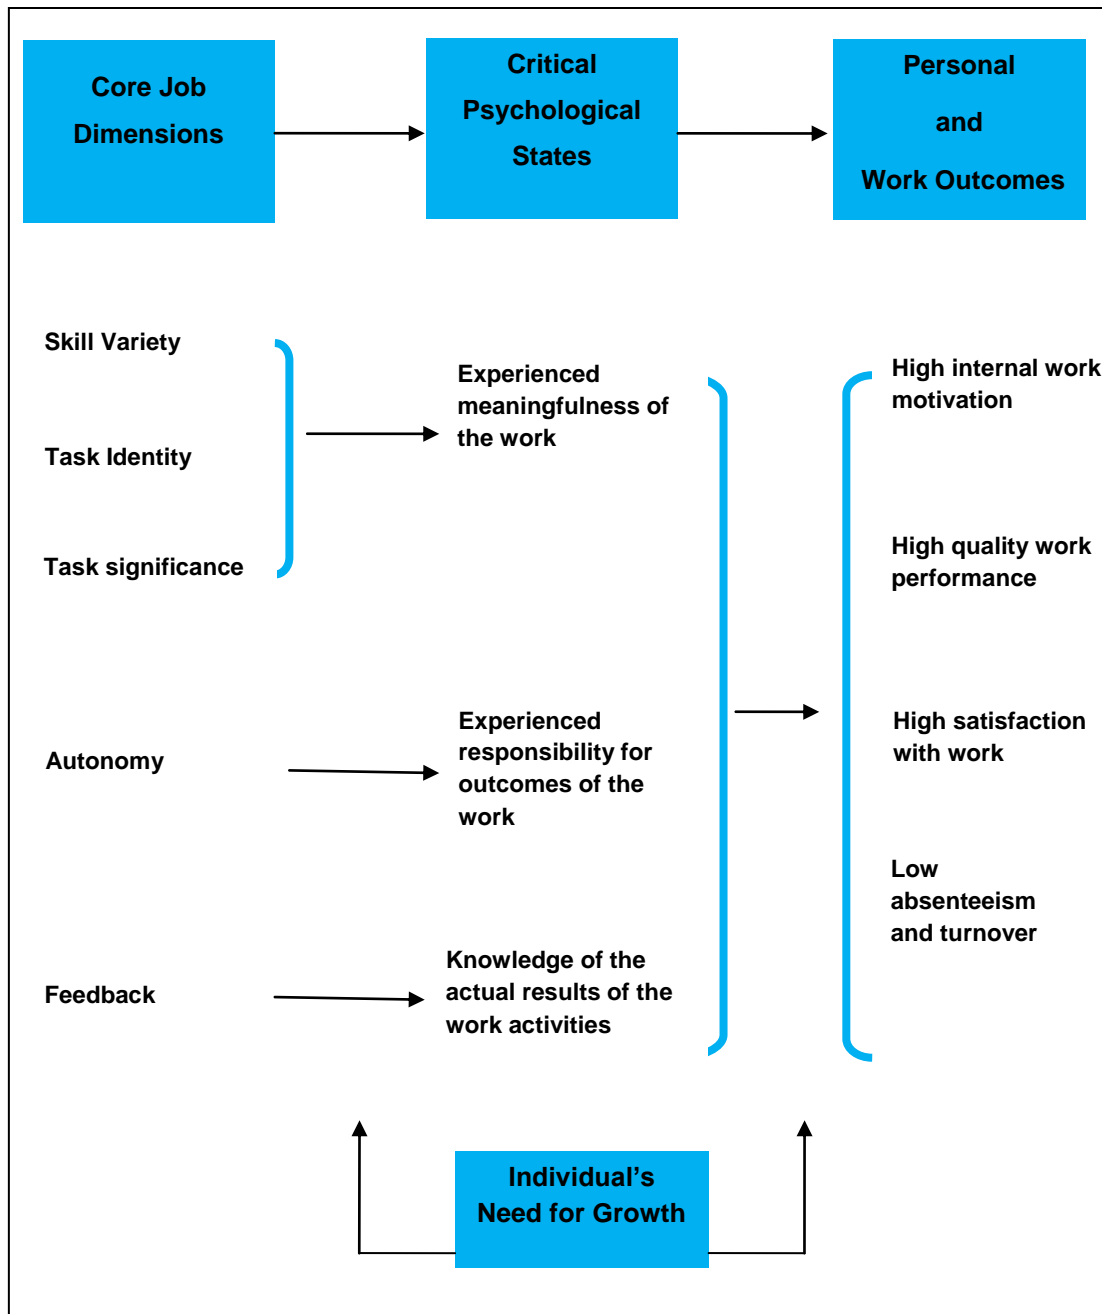 Core Job
Dimensions
Critical
Psychological
States
Personal
and
Work Outcomes
Skill Variety
Task Identity
Task significance
Autonomy
Feedback
Experienced
meaningfulness of
the work
Experienced
responsibility for
outcomes of the
work
Knowledge of the
actual results of the
work activities
High internal work
motivation
High quality work
performance
High satisfaction
with work
Low
absenteeism
and turnover
Individual’s
Need for Growth